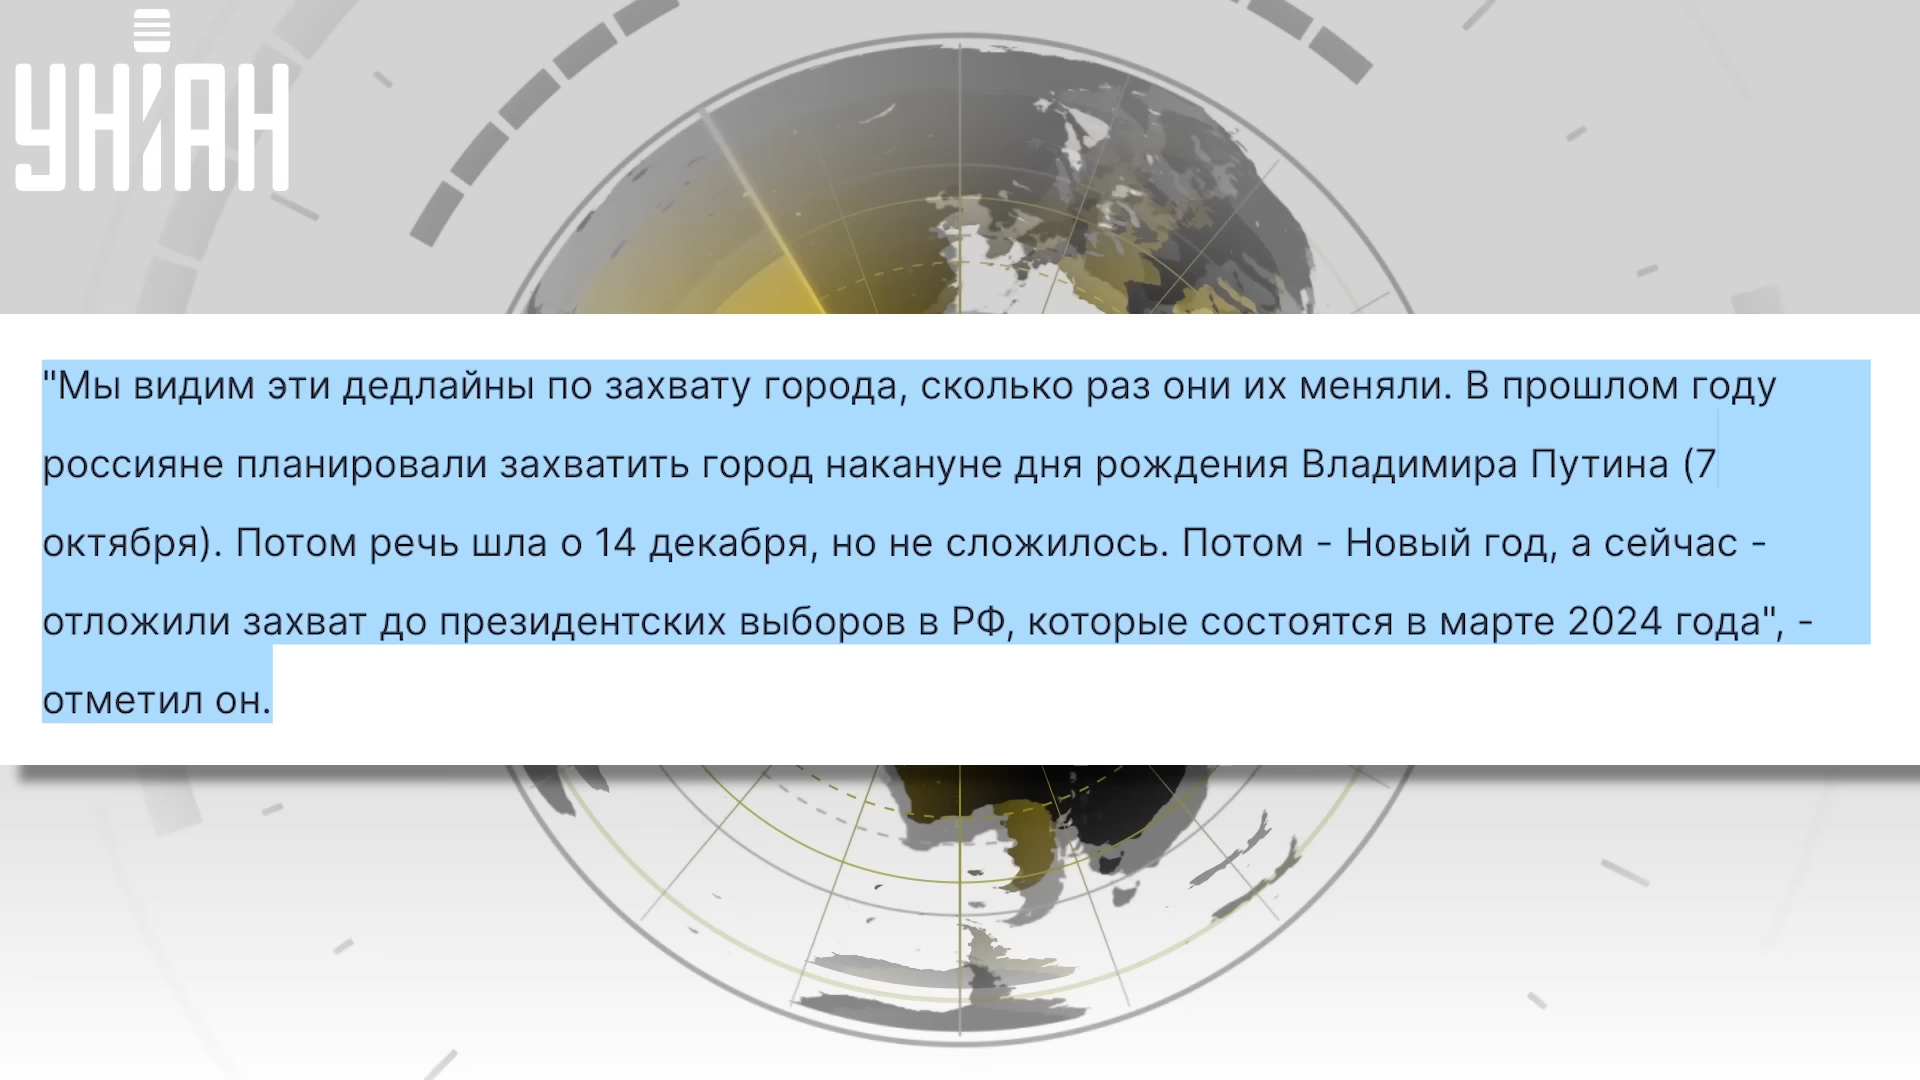 УНІАН
"Мы видим эти дедлайны по захвату города, сколько раз они их меняли. В прошлом году
россияне планировали захватить город накануне дня рождения Владимира Путина (7
октября). Потом речь шла о 14 декабря, но не сложилось. Потом - Новый год, а сейчас -
отложили захват до президентских выборов в РФ, которые состоятся в марте 2024 года", -
отметил он.